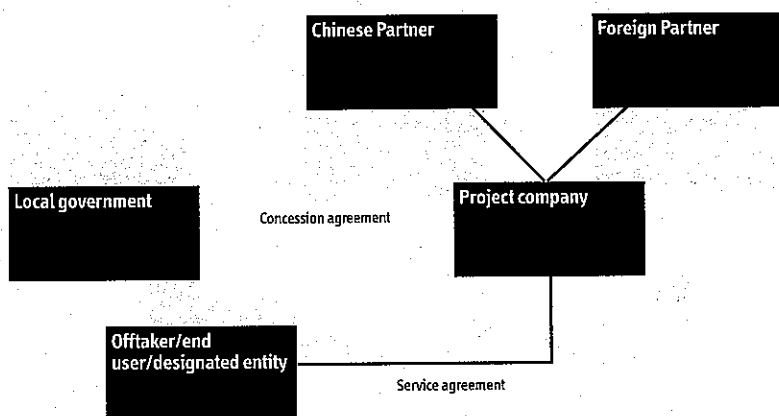 Chinese Partner
Foreign Partner
Local government
Concession agreement
Project company
Offtaker/end
user/designated entity
Service agreement